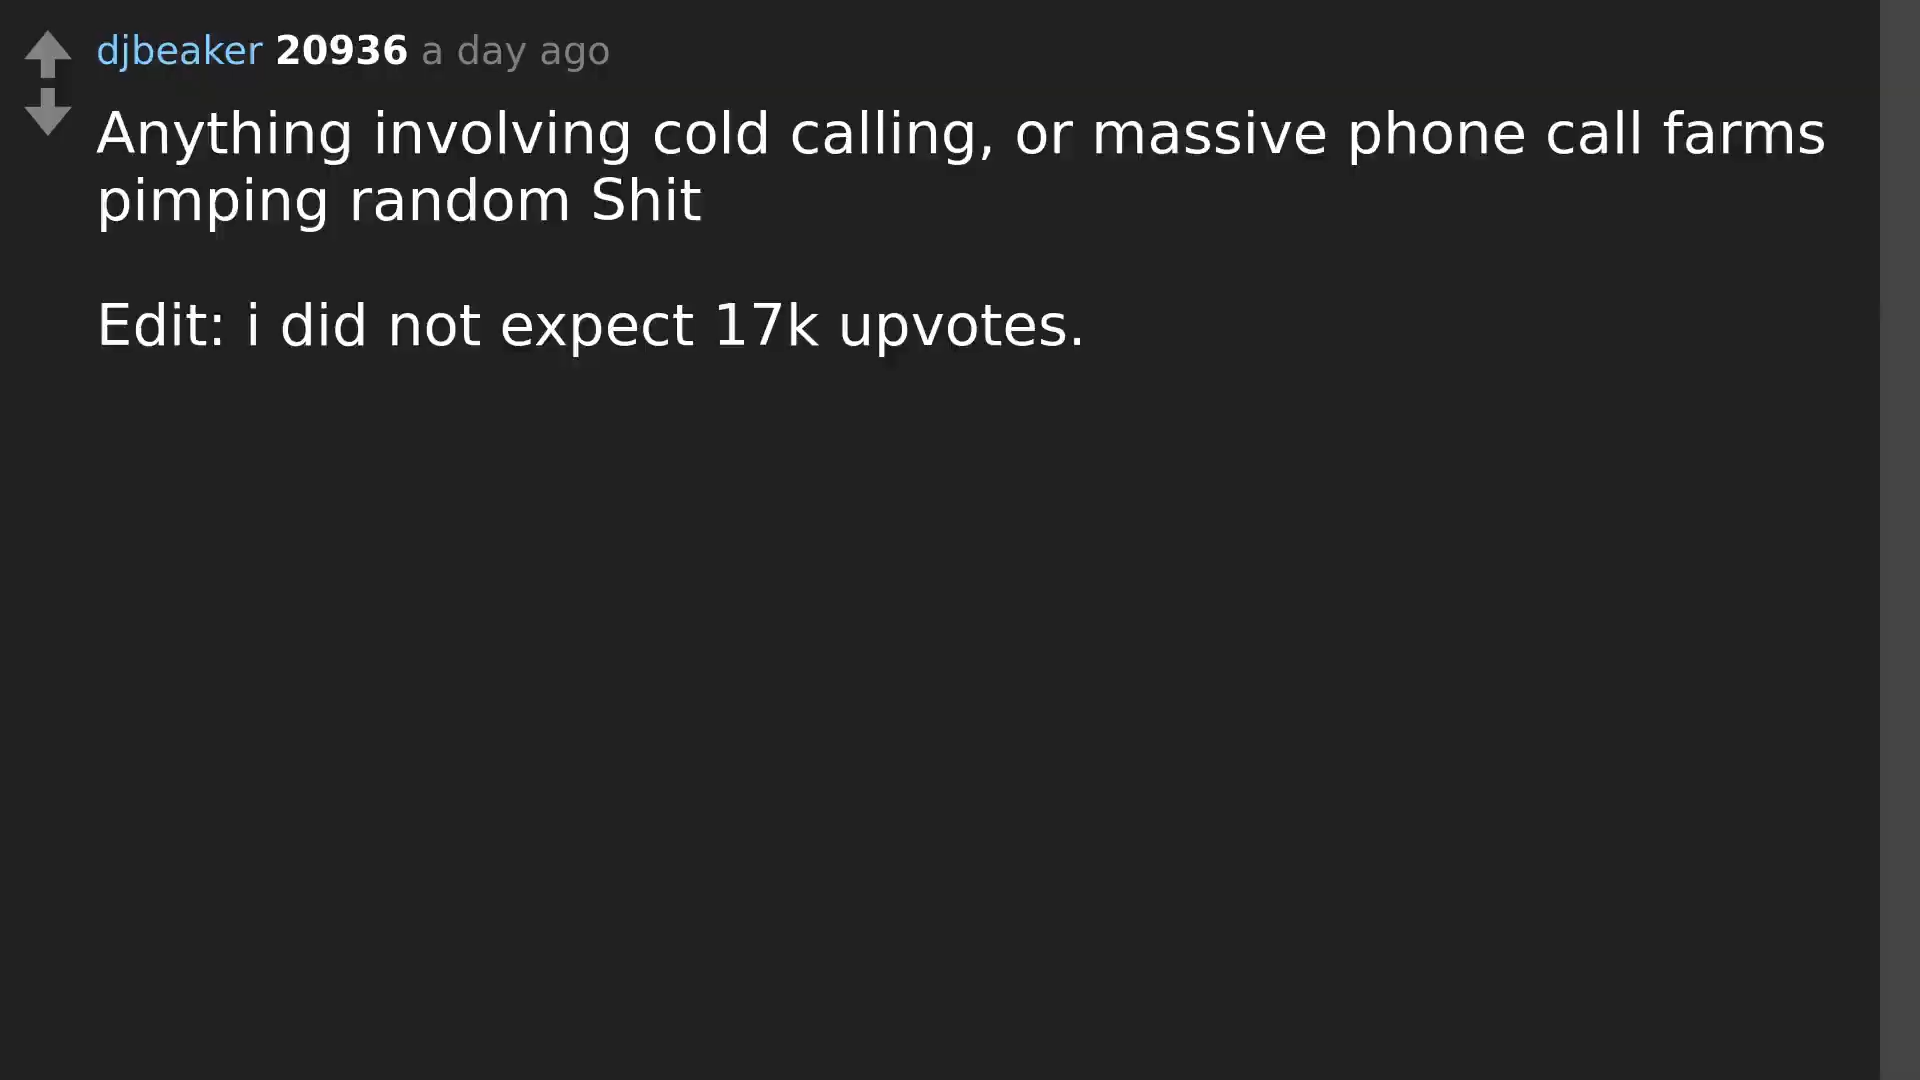 djbeaker 20936 a day ago
Anything involving cold calling, or massive phone call farms
pimping random Shit
Edit: i did not expect 17k upvotes.